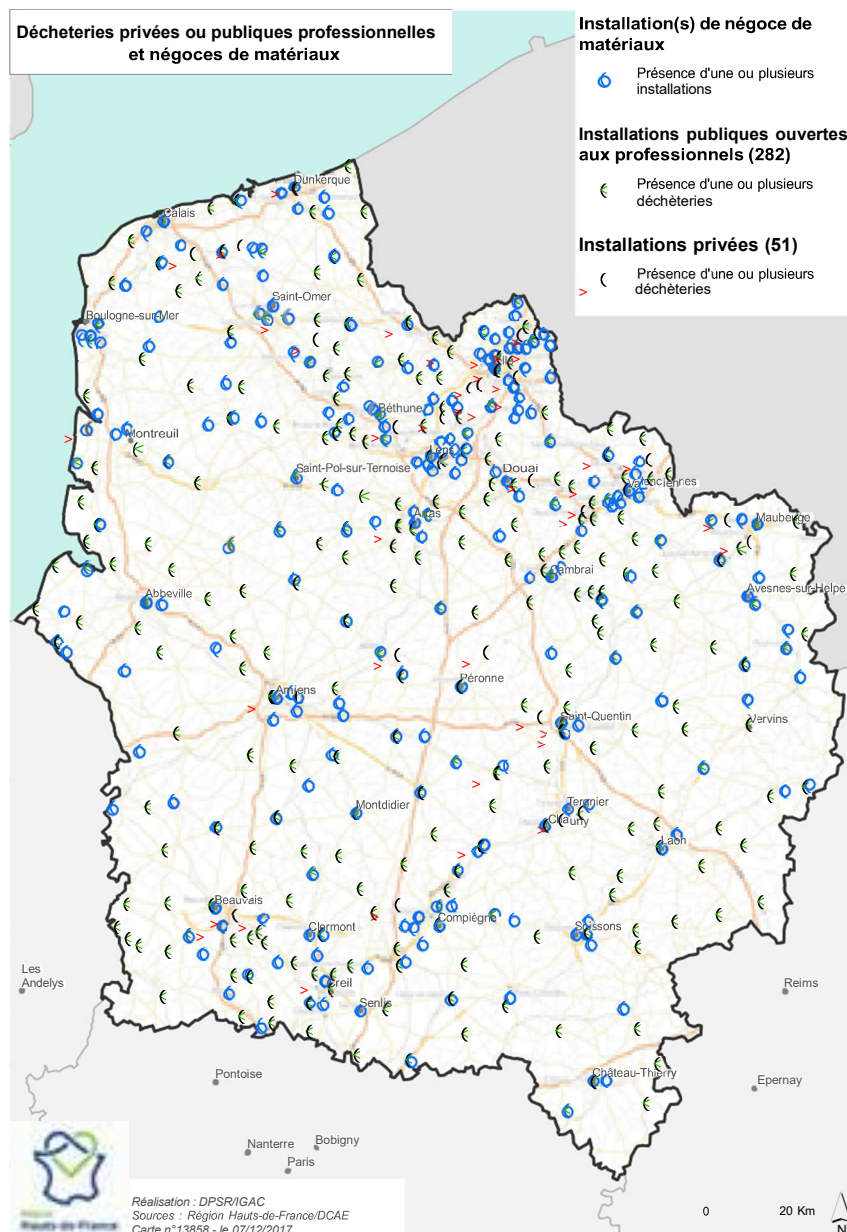 Décheteries privées ou publiques professionnelles
et négoces de matériaux
Installation(s) de négoce de
matériaux
Présence d'une ou plusieurs
installations
Installations publiques ouvertes
aux professionnels (282)
Présence d'une ou plusieurs
déchèteries
Installations privées (51)
Présence d'une ou plusieurs
déchèteries
Dunkerque
Calais
Saint-Omer
Boulogne-sur-Mer
Béthune
Montreuil
Lens
Saint-Pol-sur-Ternoise
Douai
Arras
Maubeuge
Cambrai
Avesnes-sur-Helpe
Abbeville
Péronne
Amiens
Saint-Quentin
Vervins
Montdidier
Tergnier
Chauny
Laon
Beauvais
Compiègne
Clermont
Soissons
Les
Andelys
Creil
Reims
Senlis
Pontoise
Château-Thierry
Epernay
Nanterre
Bobigny
Paris
Hauts-de-France
Réalisation : DPSR/IGAC
Sources : Région Hauts-de-France/DCAE
Carte n°13858 - le 07/12/2017
0 20 Km
N